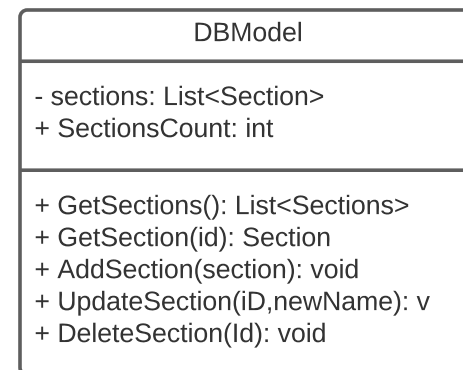 DBModel
- sections: List<Section>
+ SectionsCount: int
+ GetSections(): List<Sections>
+ GetSection(id): Section
+ AddSection(section): void
+ UpdateSection(iD,newName): v
+ DeleteSection(Id): void